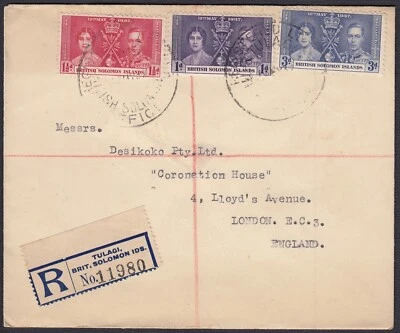 12TH MAY 1937.
1½d BRITISH SOLOMON ISLANDS 1½d
12TH MAY 1937.
1d BRITISH SOLOMON ISLANDS 1d
12TH MAY 1937.
3d BRITISH SOLOMON ISLANDS 3d
Messrs.
Desikoko Pty.Ltd.
"Coronation House"
4, Lloyd's Avenue.
LONDON. E.C.3.
ENGLAND.
TULAGI,
BRIT, SOLOMON IDS.
R No. 11980